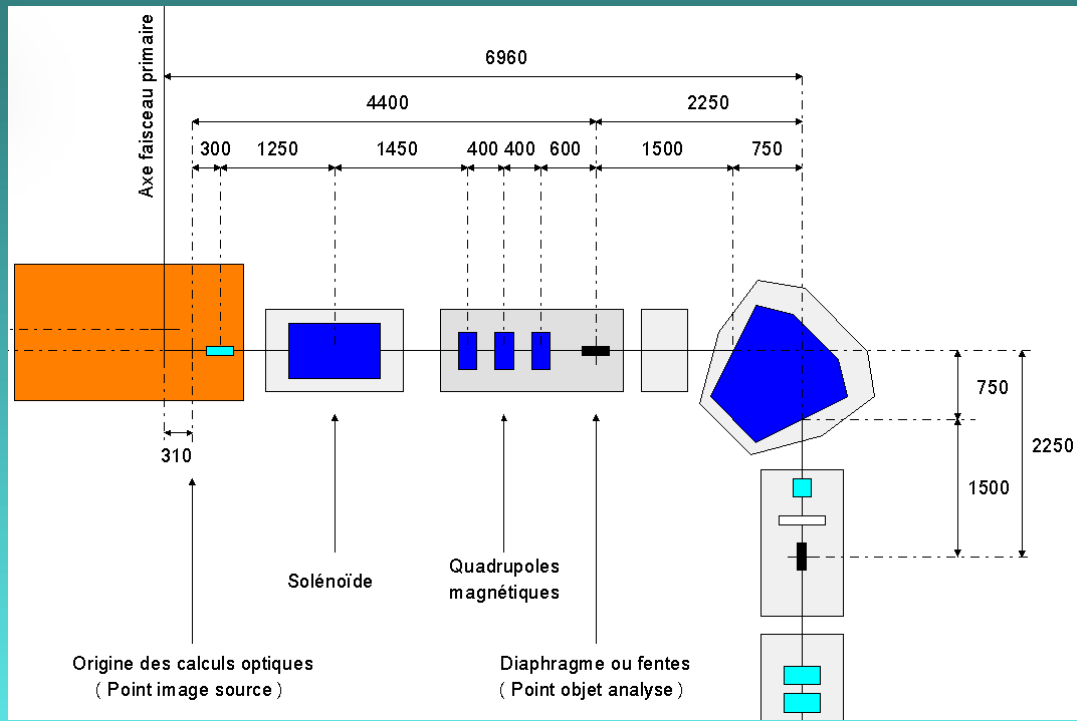 Axe faisceau primaire
6960
4400
2250
300
1250
1450
400
400
600
1500
750
310
750
1500
2250
Solénoïde
Quadrupoles
magnétiques
Origine des calculs optiques
( Point image source )
Diaphragme ou fentes
( Point objet analyse )